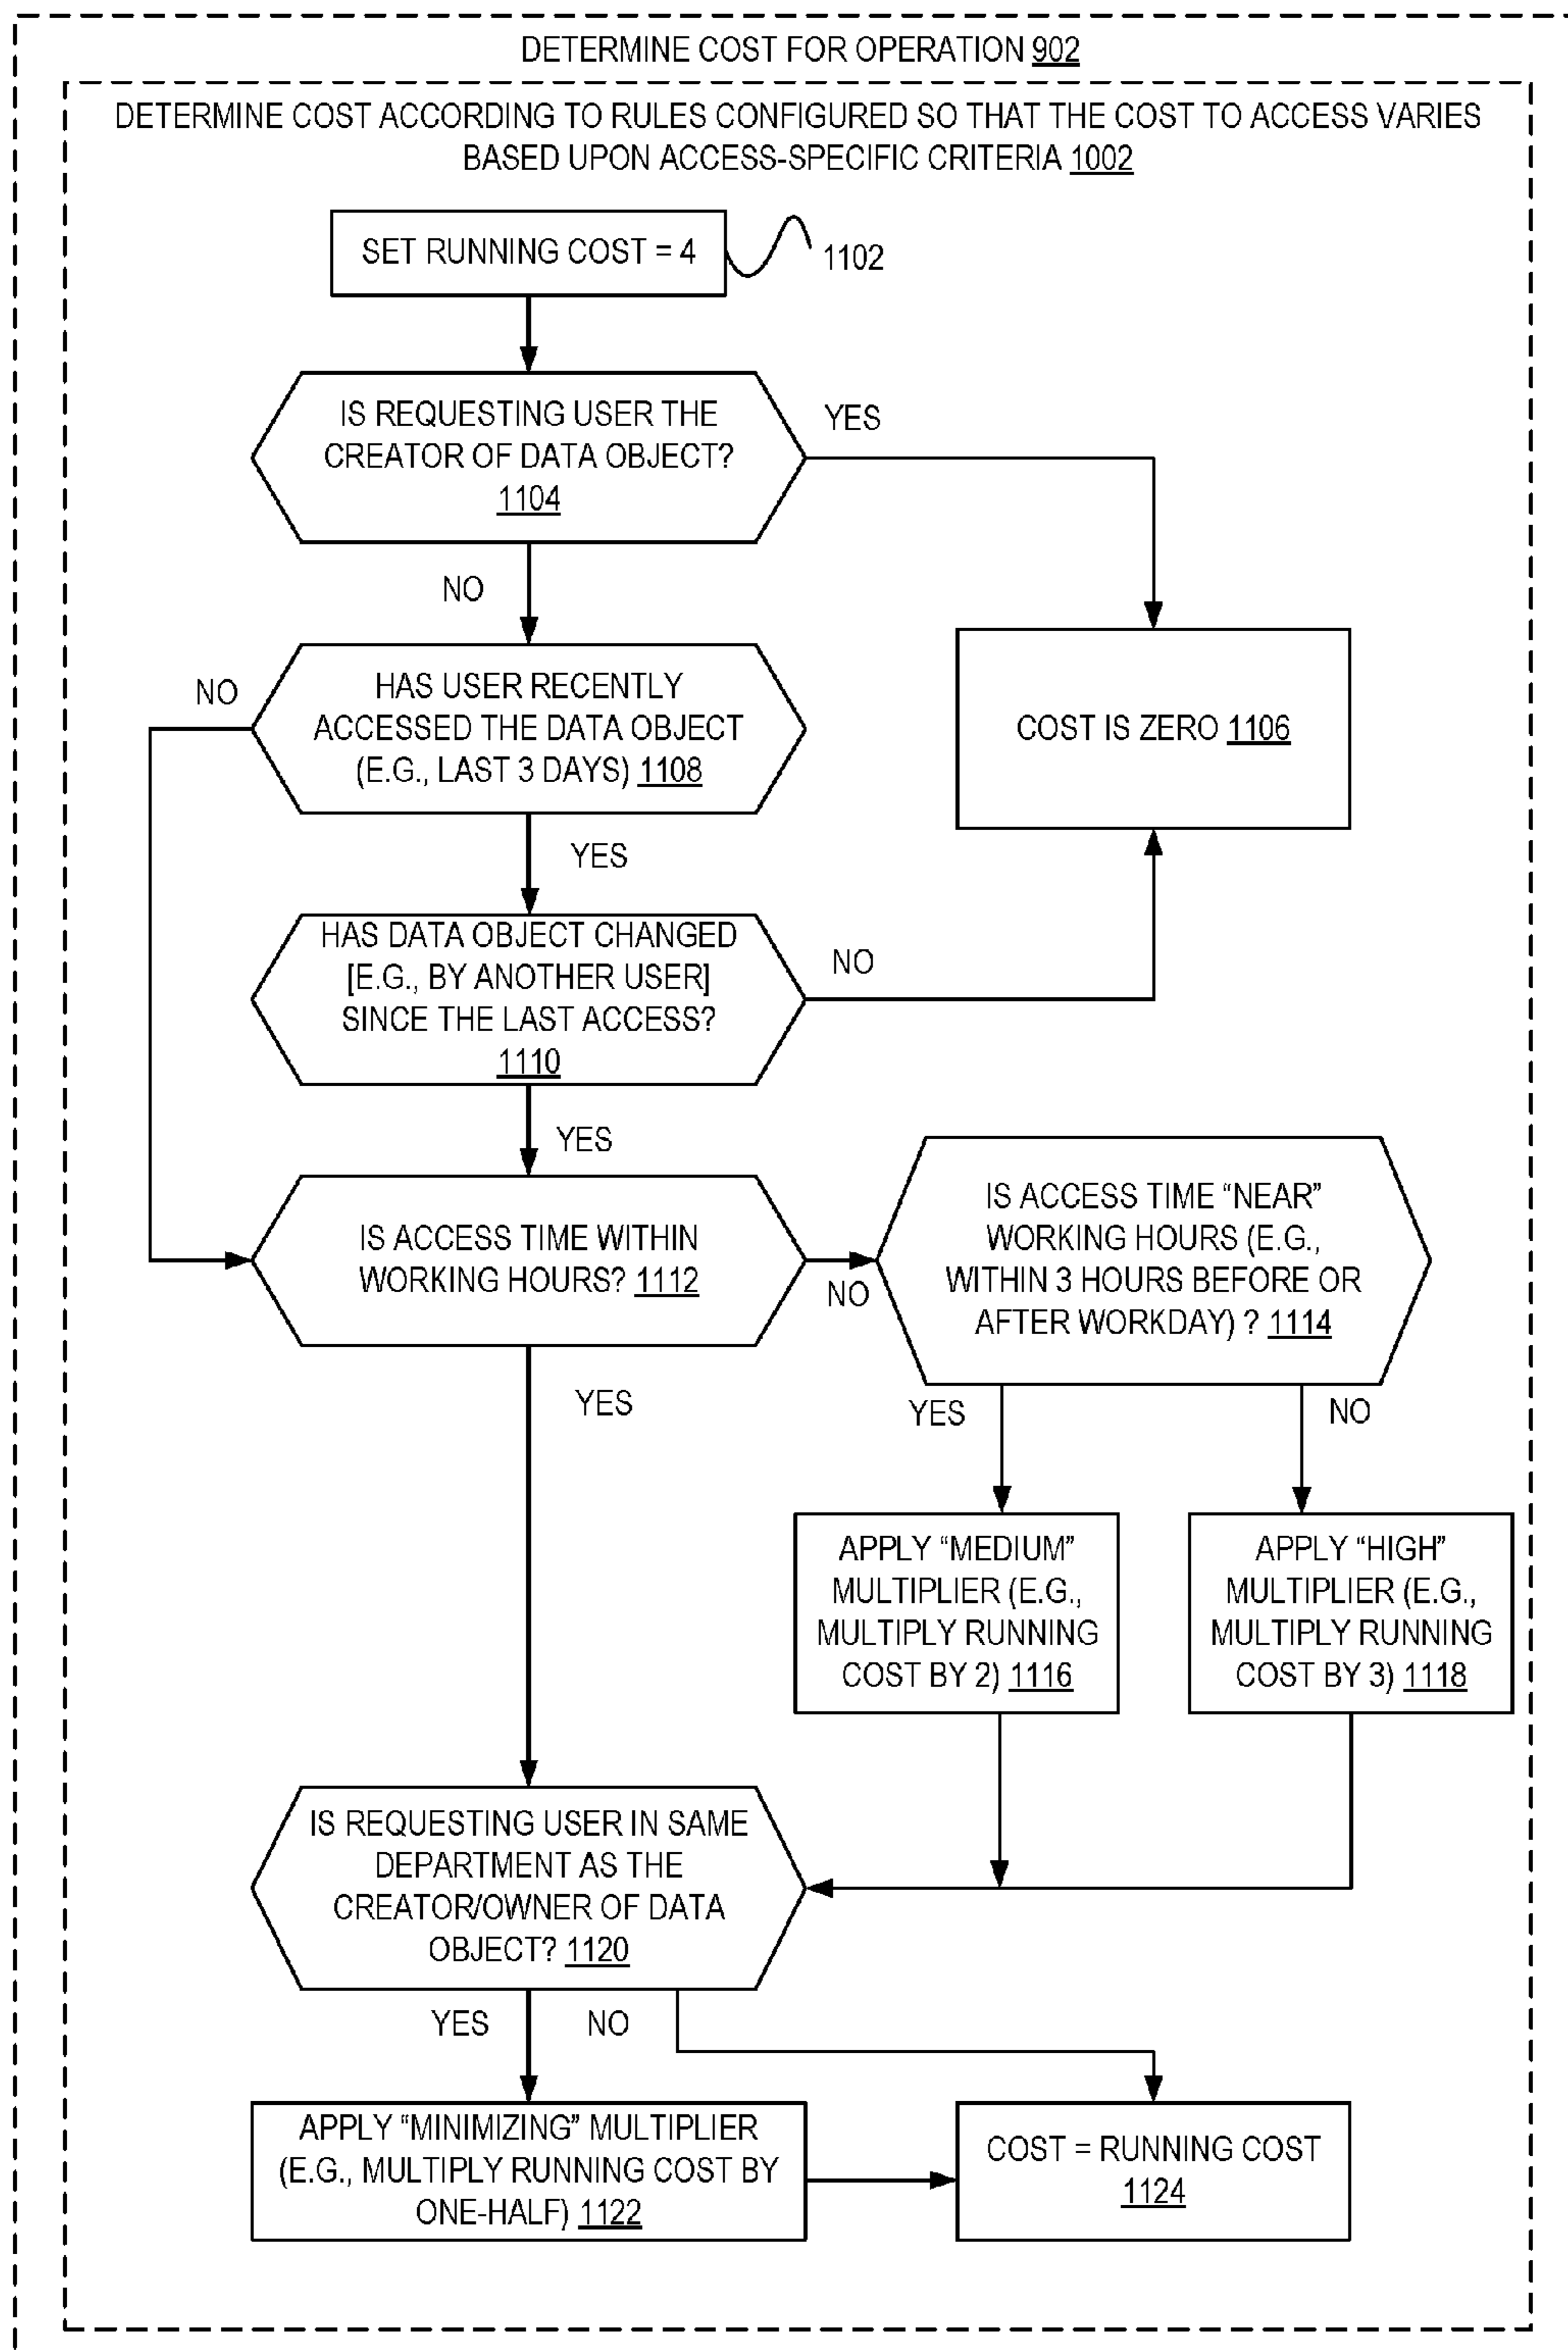 DETERMINE COST FOR OPERATION 902
DETERMINE COST ACCORDING TO RULES CONFIGURED SO THAT THE COST TO ACCESS VARIES
BASED UPON ACCESS-SPECIFIC CRITERIA 1002
SET RUNNING COST = 4
1102
IS REQUESTING USER THE
CREATOR OF DATA OBJECT?
1104
YES
NO
HAS USER RECENTLY
ACCESSED THE DATA OBJECT
(E.G., LAST 3 DAYS) 1108
NO
COST IS ZERO 1106
YES
HAS DATA OBJECT CHANGED
[E.G., BY ANOTHER USER]
SINCE THE LAST ACCESS?
1110
NO
YES
IS ACCESS TIME WITHIN
WORKING HOURS? 1112
NO
IS ACCESS TIME “NEAR”
WORKING HOURS (E.G.,
WITHIN 3 HOURS BEFORE OR
AFTER WORKDAY) ? 1114
YES
YES
NO
APPLY “MEDIUM”
MULTIPLIER (E.G.,
MULTIPLY RUNNING
COST BY 2) 1116
APPLY “HIGH”
MULTIPLIER (E.G.,
MULTIPLY RUNNING
COST BY 3) 1118
IS REQUESTING USER IN SAME
DEPARTMENT AS THE
CREATOR/OWNER OF DATA
OBJECT? 1120
YES
NO
APPLY “MINIMIZING” MULTIPLIER
(E.G., MULTIPLY RUNNING COST BY
ONE-HALF) 1122
COST = RUNNING COST
1124